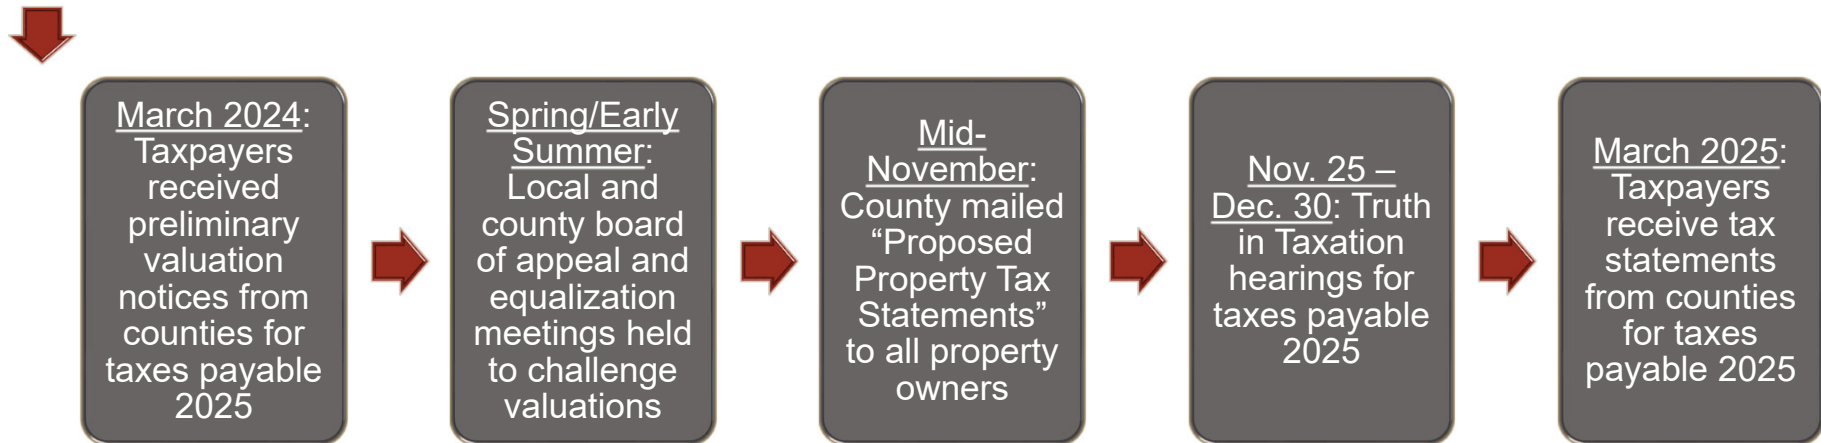 March 2024:
Taxpayers
received
preliminary
valuation
notices from
counties for
taxes payable
2025
Spring/Early
Summer:
Local and
county board
of appeal and
equalization
meetings held
to challenge
valuations
Mid-
November:
County mailed
“Proposed
Property Tax
Statements”
to all property
owners
Nov. 25 –
Dec. 30: Truth
in Taxation
hearings for
taxes payable
2025
March 2025:
Taxpayers
receive tax
statements
from counties
for taxes
payable 2025